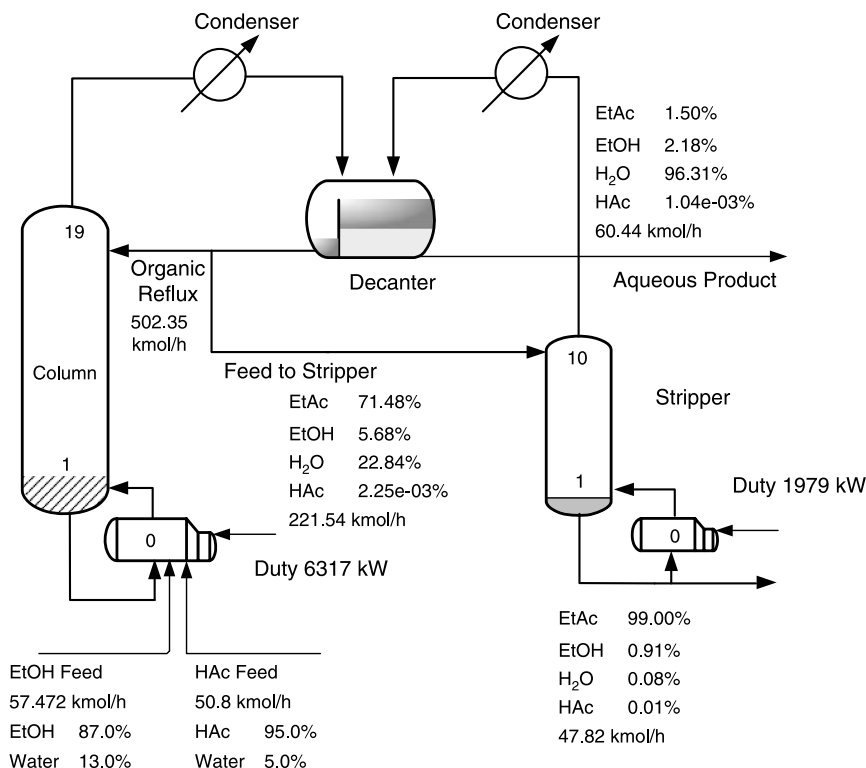 Condenser
Condenser
EtAc 1.50%
EtOH 2.18%
H₂O 96.31%
HAc 1.04e-03%
60.44 kmol/h
19
Organic
Reflux
502.35
kmol/h
Decanter
Aqueous Product
Column
Feed to Stripper
EtAc 71.48%
EtOH 5.68%
H₂O 22.84%
HAc 2.25e-03%
221.54 kmol/h
10
Stripper
1
1
Duty 1979 kW
0
0
Duty 6317 kW
EtAc 99.00%
EtOH 0.91%
H₂O 0.08%
HAc 0.01%
47.82 kmol/h
EtOH Feed
57.472 kmol/h
EtOH 87.0%
Water 13.0%
HAc Feed
50.8 kmol/h
HAc 95.0%
Water 5.0%